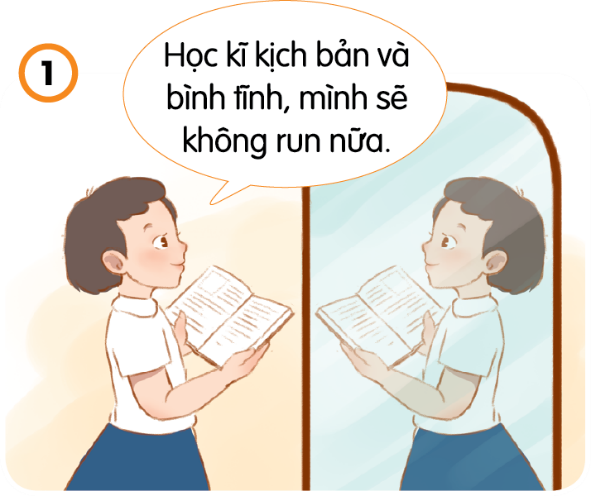 1
Học kĩ kịch bản và
bình tĩnh, mình sẽ
không run nữa.